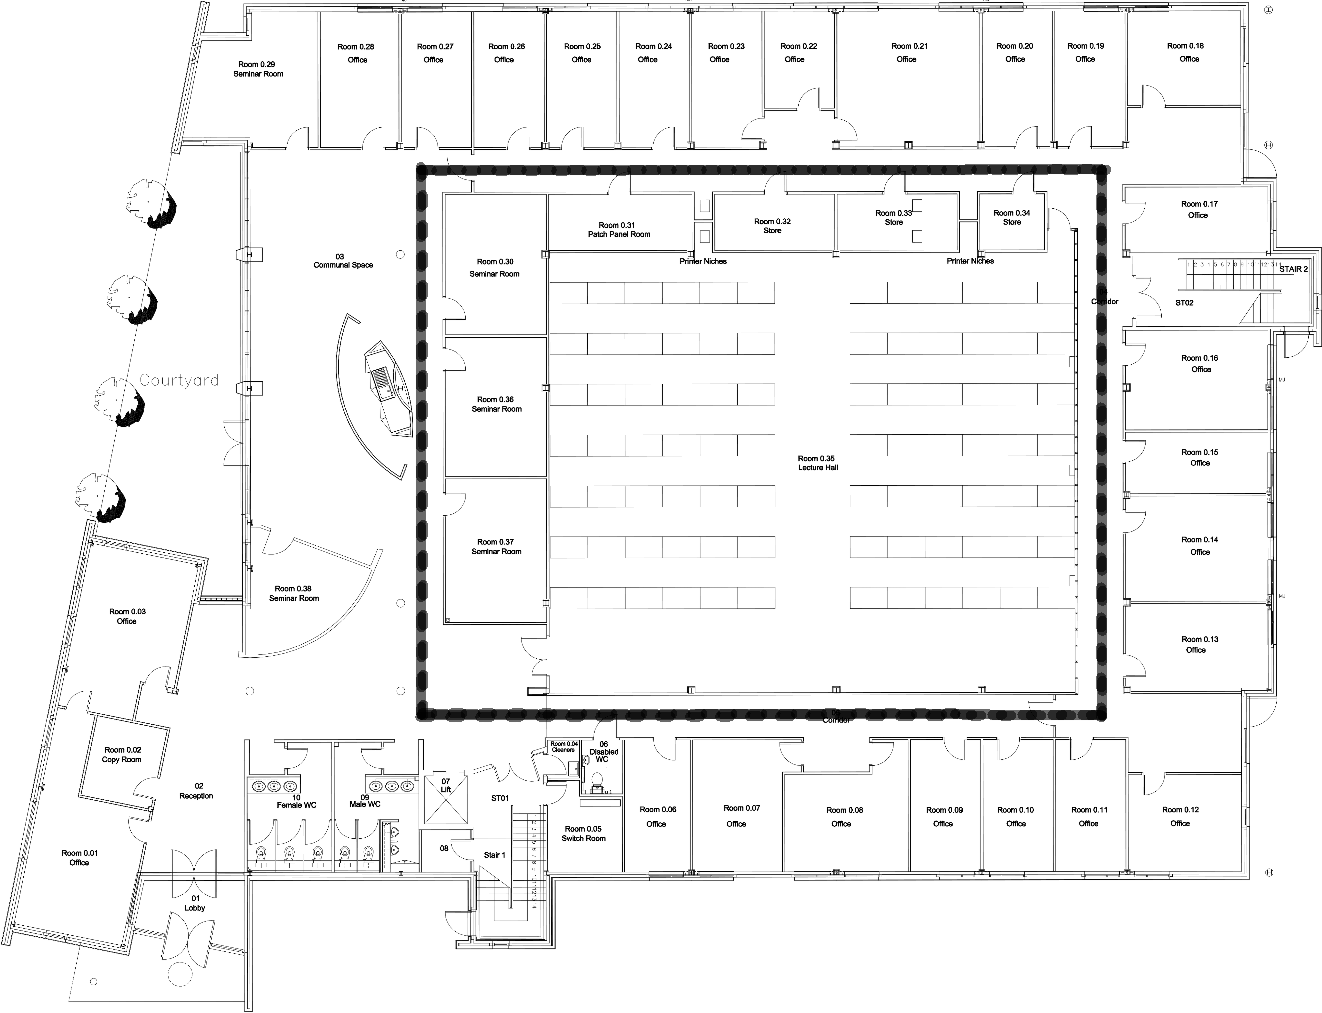 Room 0.29
Seminar Room
Room 0.28
Office
Room 0.27
Office
Room 0.26
Office
Room 0.25
Office
Room 0.24
Office
Room 0.23
Office
Room 0.22
Office
Room 0.21
Office
Room 0.20
Office
Room 0.19
Office
Room 0.18
Office
Room 0.17
Office
Room 0.31
Patch Panel Room
Room 0.32
Store
Room 0.33
Store
Room 0.34
Store
Printer Niches
Printer Niches
03
Communal Space
Room 0.30
Seminar Room
STAIR 2
ST02
Corridor
Room 0.16
Office
Courtyard
Room 0.36
Seminar Room
Room 0.35
Lecture Hall
Room 0.15
Office
Room 0.37
Seminar Room
Room 0.14
Office
Room 0.38
Seminar Room
Room 0.03
Office
Room 0.13
Office
Corridor
Room 0.02
Copy Room
02
Reception
10
Female WC
09
Male WC
07
Lift
ST01
Room 0.04
Cleaners
06
Disabled
WC
Room 0.05
Switch Room
Room 0.06
Office
Room 0.07
Office
Room 0.08
Office
Room 0.09
Office
Room 0.10
Office
Room 0.11
Office
Room 0.12
Office
08
Stair 1
Room 0.01
Office
01
Lobby